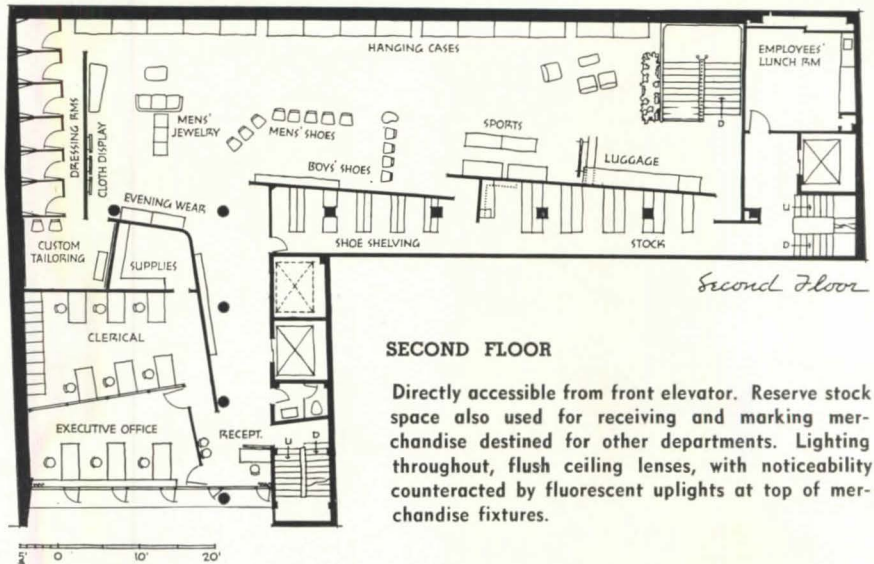 HANGING CASES
EMPLOYEES'
LUNCH RM
DRESSING RMS
CLOTH DISPLAY
MENS'
JEWELRY
MENS' SHOES
SPORTS
BOYS' SHOES
LUGGAGE
D
EVENING WEAR
CUSTOM
TAILORING
SUPPLIES
SHOE SHELVING
STOCK
U
D
Second Floor
CLERICAL
EXECUTIVE OFFICE
RECEPT.
U
D
SECOND FLOOR
Directly accessible from front elevator. Reserve stock
space also used for receiving and marking mer-
chandise destined for other departments. Lighting
throughout, flush ceiling lenses, with noticeability
counteracted by fluorescent uplights at top of mer-
chandise fixtures.
5' 0 10' 20'